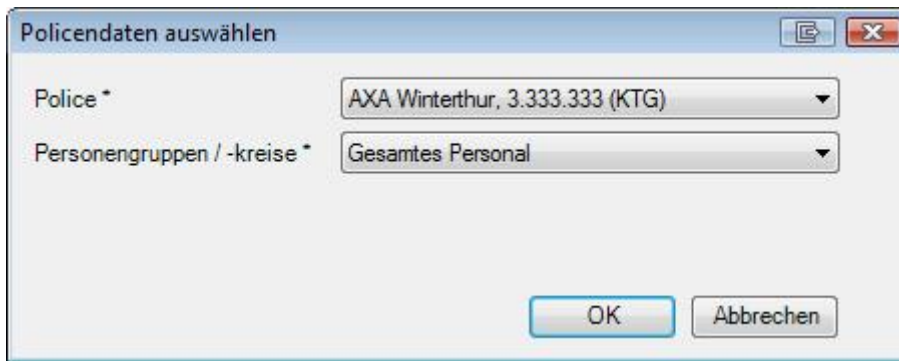 Policendaten auswählen
Police * AXA Winterthur, 3.333.333 (KTG)
Personengruppen / -kreise * Gesamtes Personal
OK Abbrechen